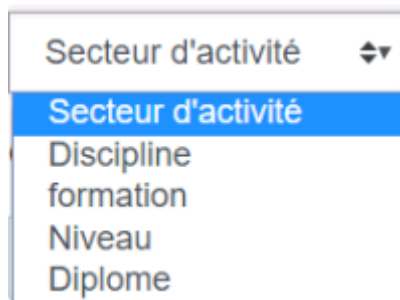 Secteur d'activité
Secteur d'activité
Discipline
formation
Niveau
Diplome